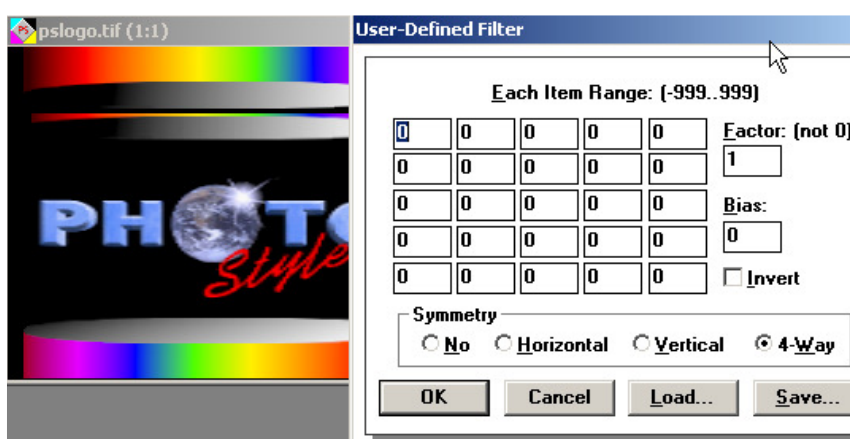 pslogo.tif (1:1)
PHOTO
Style
User-Defined Filter
Each Item Range: (-999..999)
0 0 0 0 0
0 0 0 0 0
0 0 0 0 0
0 0 0 0 0
0 0 0 0 0
Factor: (not 0)
1
Bias:
0
Invert
Symmetry
No Horizontal Vertical 4-Way
OK Cancel Load... Save...